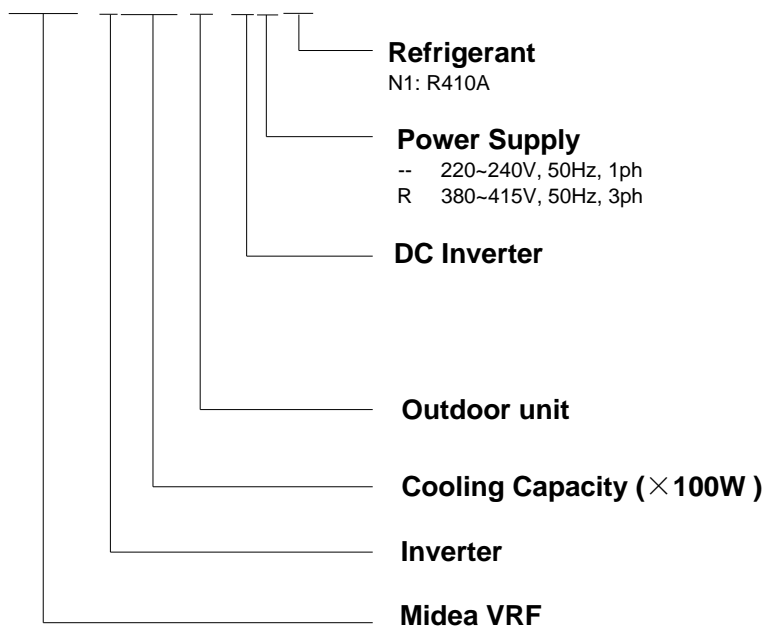 Refrigerant
N1: R410A
Power Supply
-- 220~240V, 50Hz, 1ph
R 380~415V, 50Hz, 3ph
DC Inverter
Outdoor unit
Cooling Capacity (×100W )
Inverter
Midea VRF